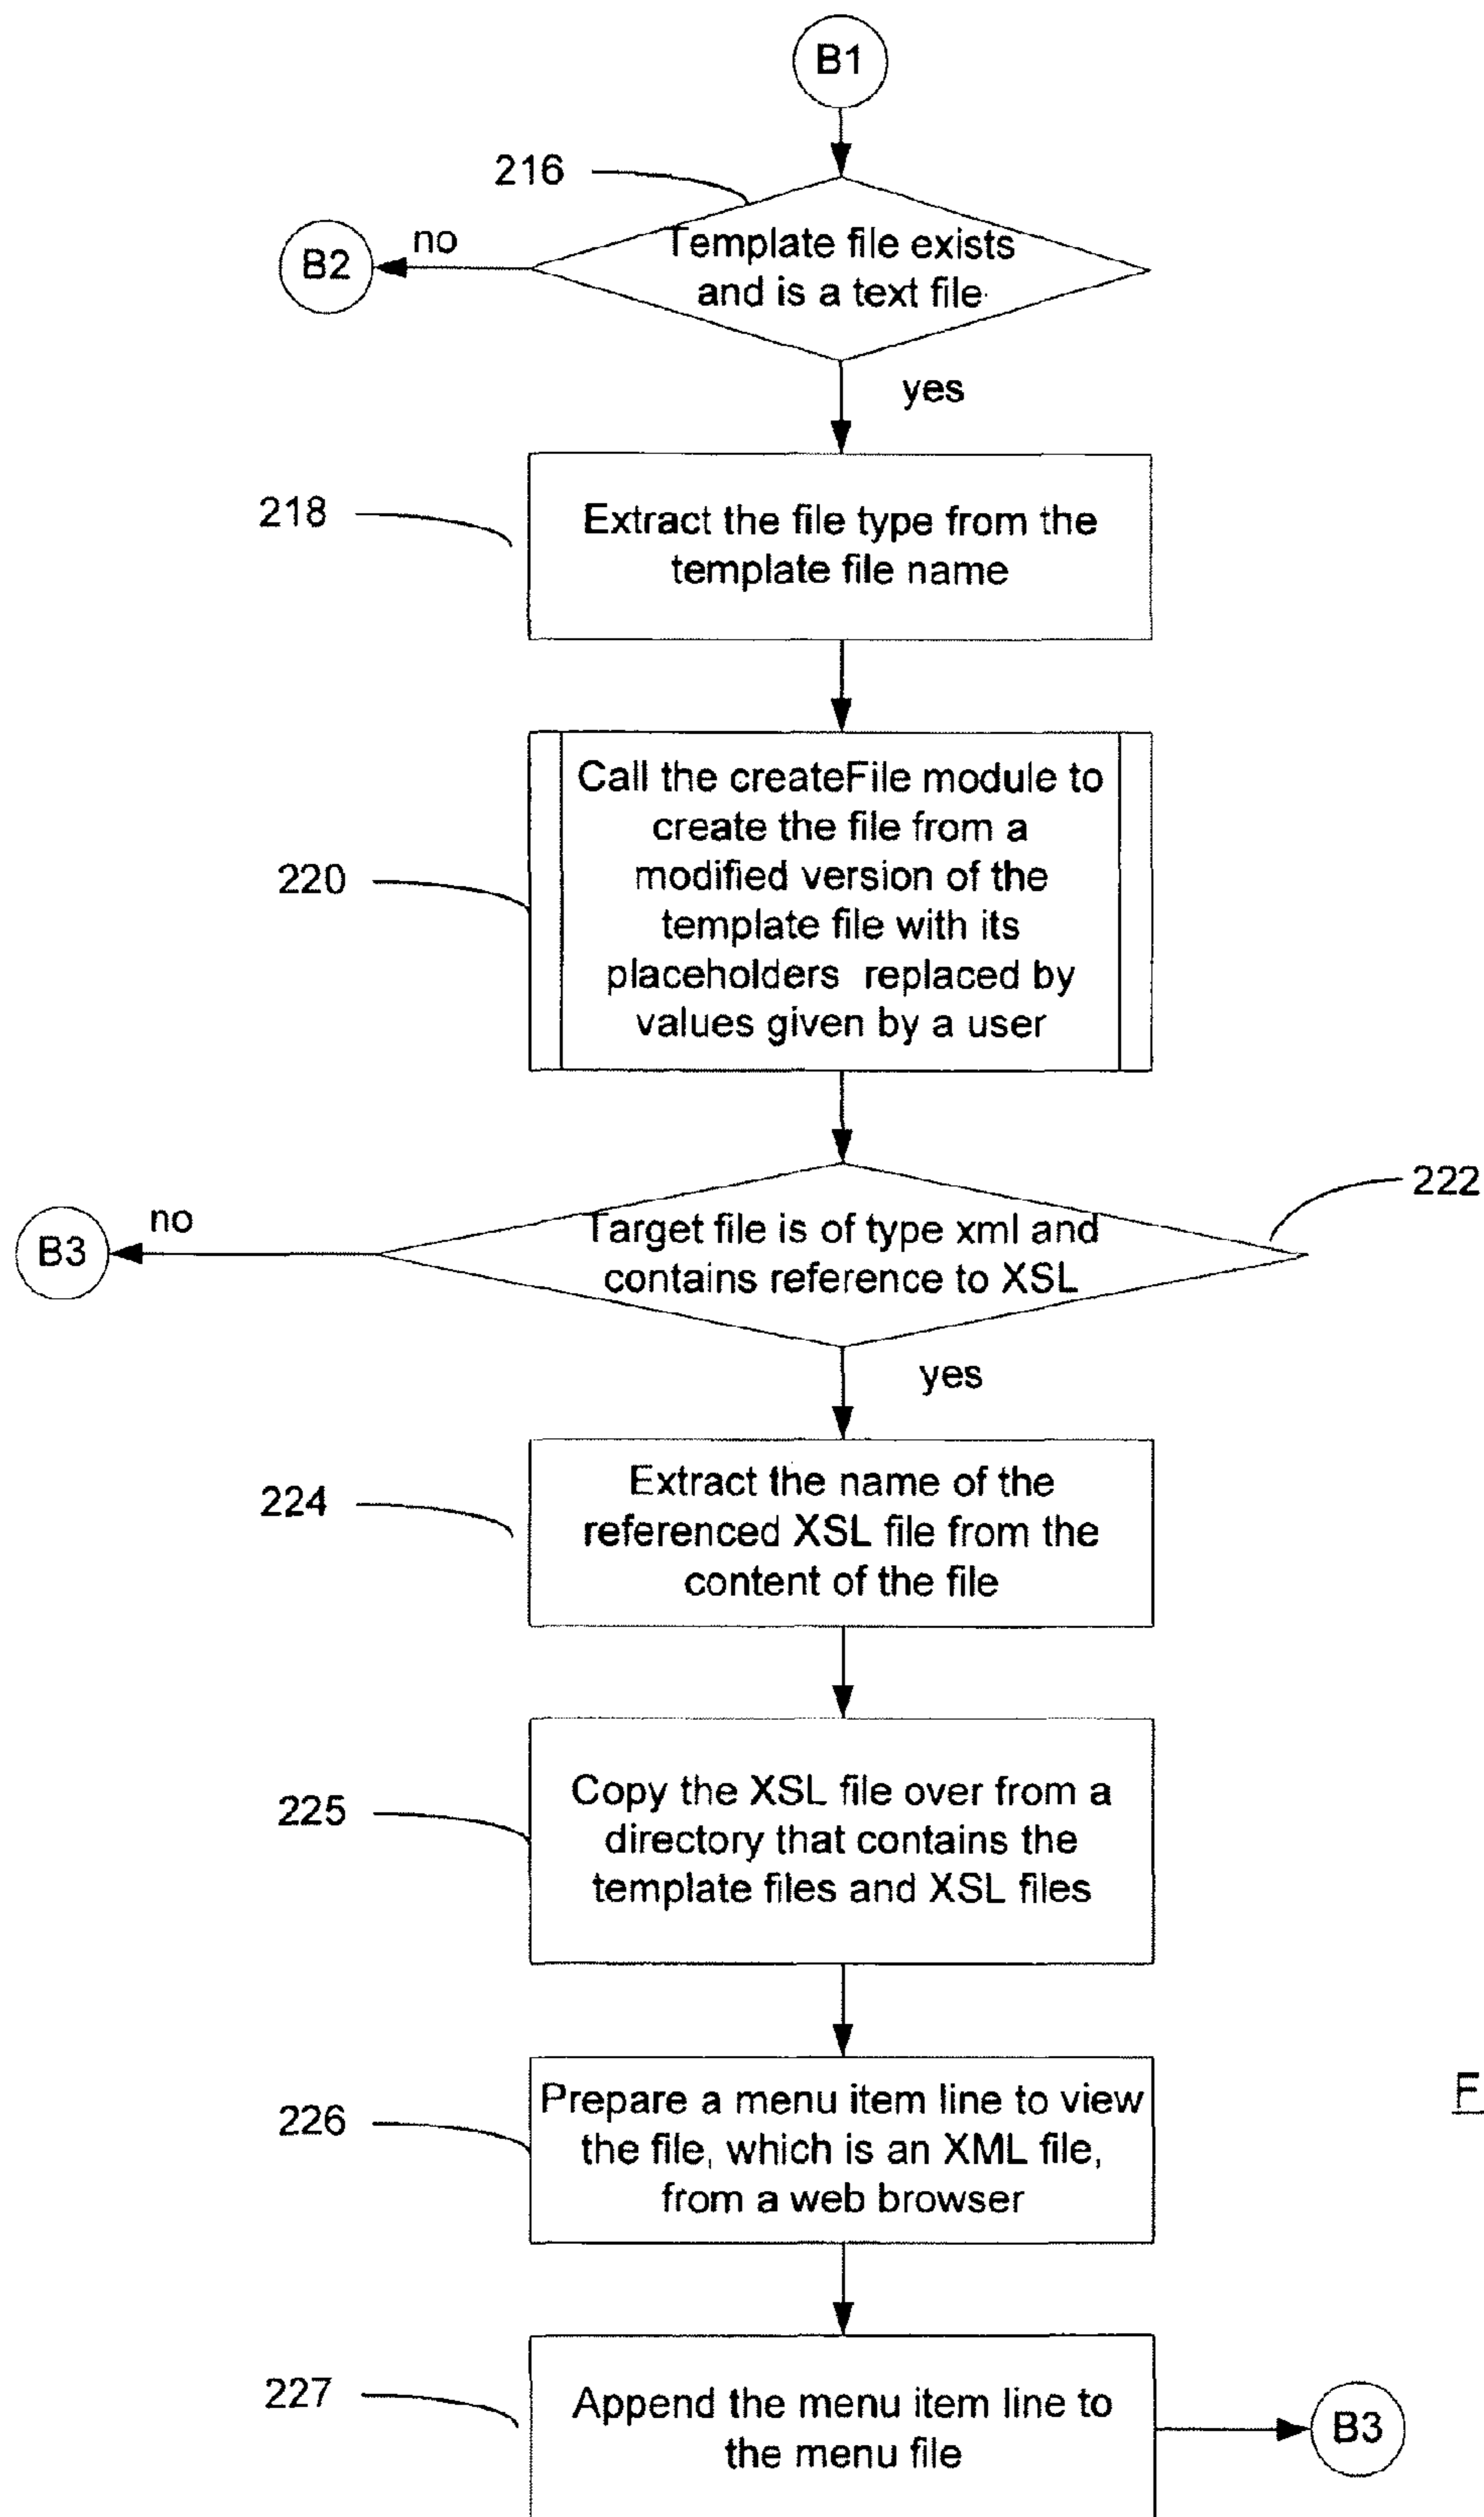 B1
216
Template file exists
and is a text file
no
B2
yes
218
Extract the file type from the
template file name
220
Call the createFile module to
create the file from a
modified version of the
template file with its
placeholders replaced by
values given by a user
222
Target file is of type xml and
contains reference to XSL
no
B3
yes
224
Extract the name of the
referenced XSL file from the
content of the file
225
Copy the XSL file over from a
directory that contains the
template files and XSL files
226
Prepare a menu item line to view
the file, which is an XML file,
from a web browser
F
227
Append the menu item line to
the menu file
B3